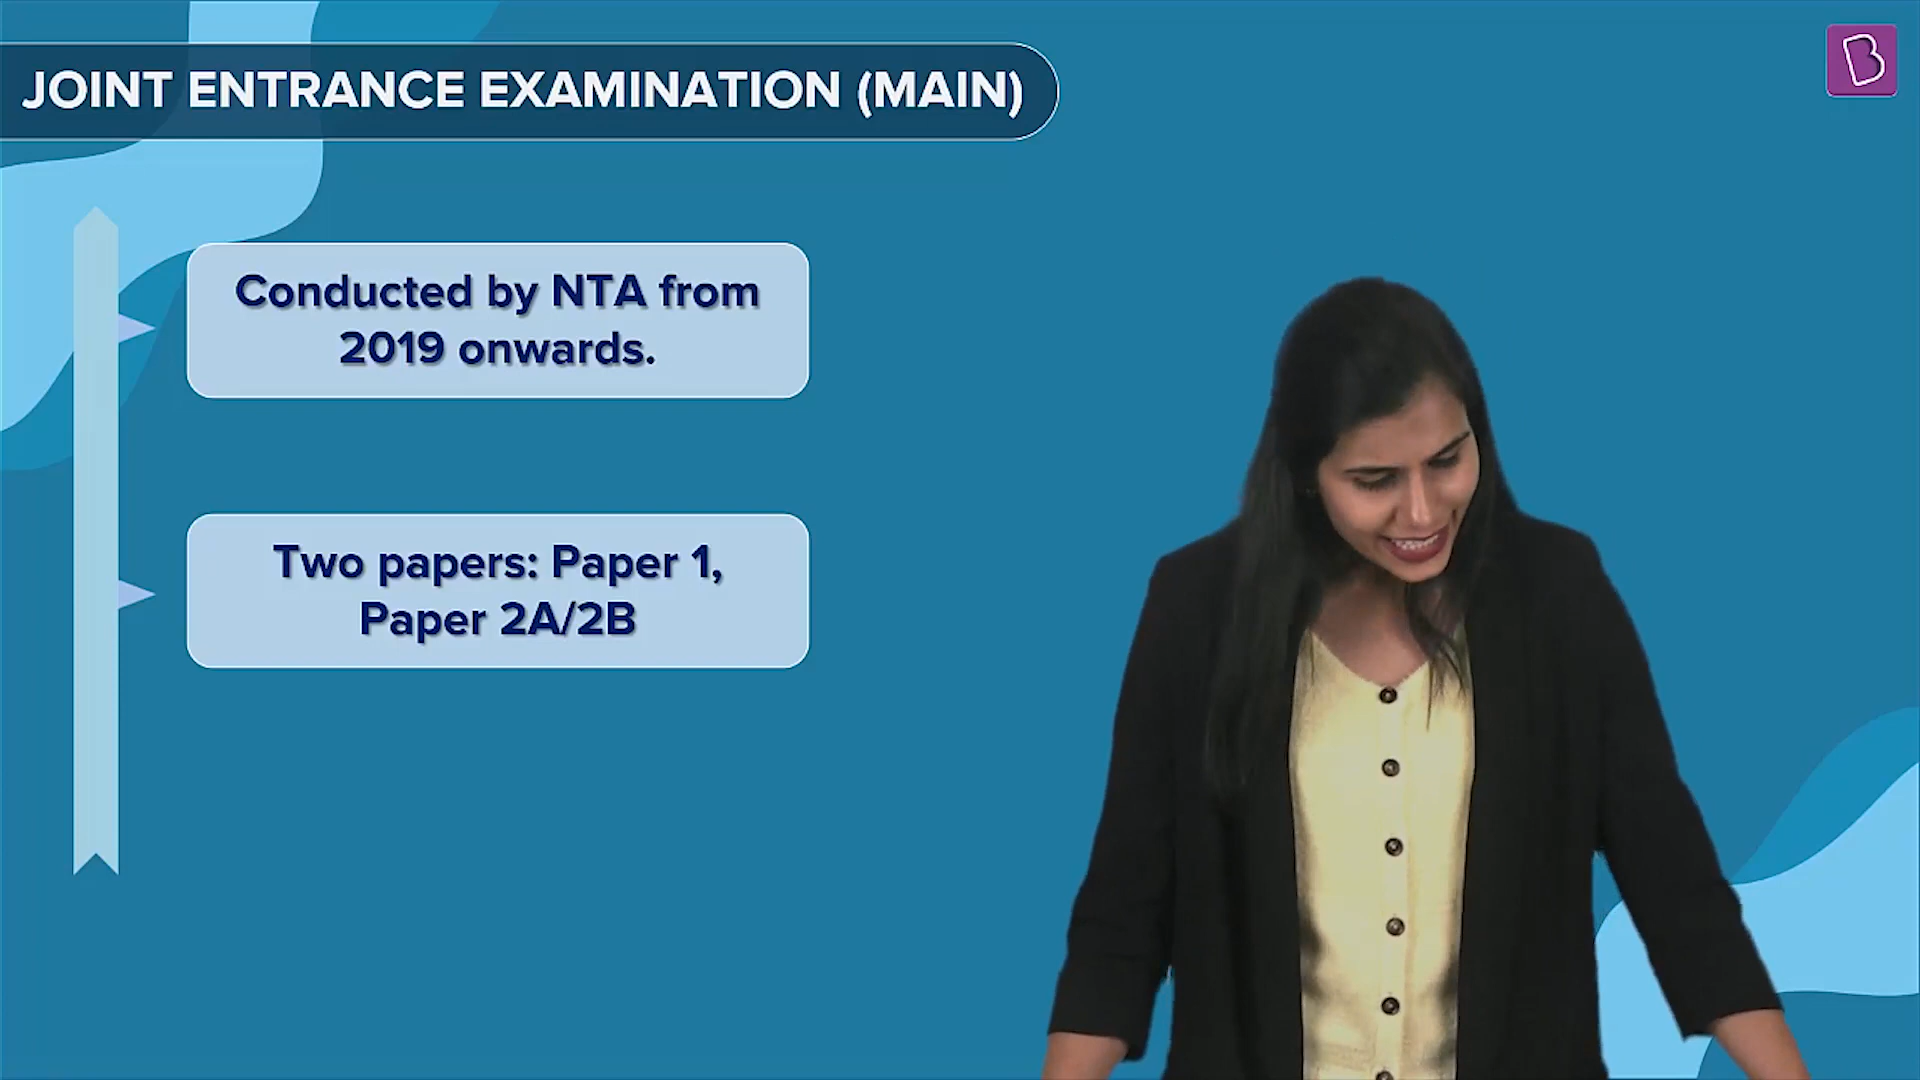 JOINT ENTRANCE EXAMINATION (MAIN)
Conducted by NTA from
2019 onwards.
Two papers: Paper 1,
Paper 2A/2B